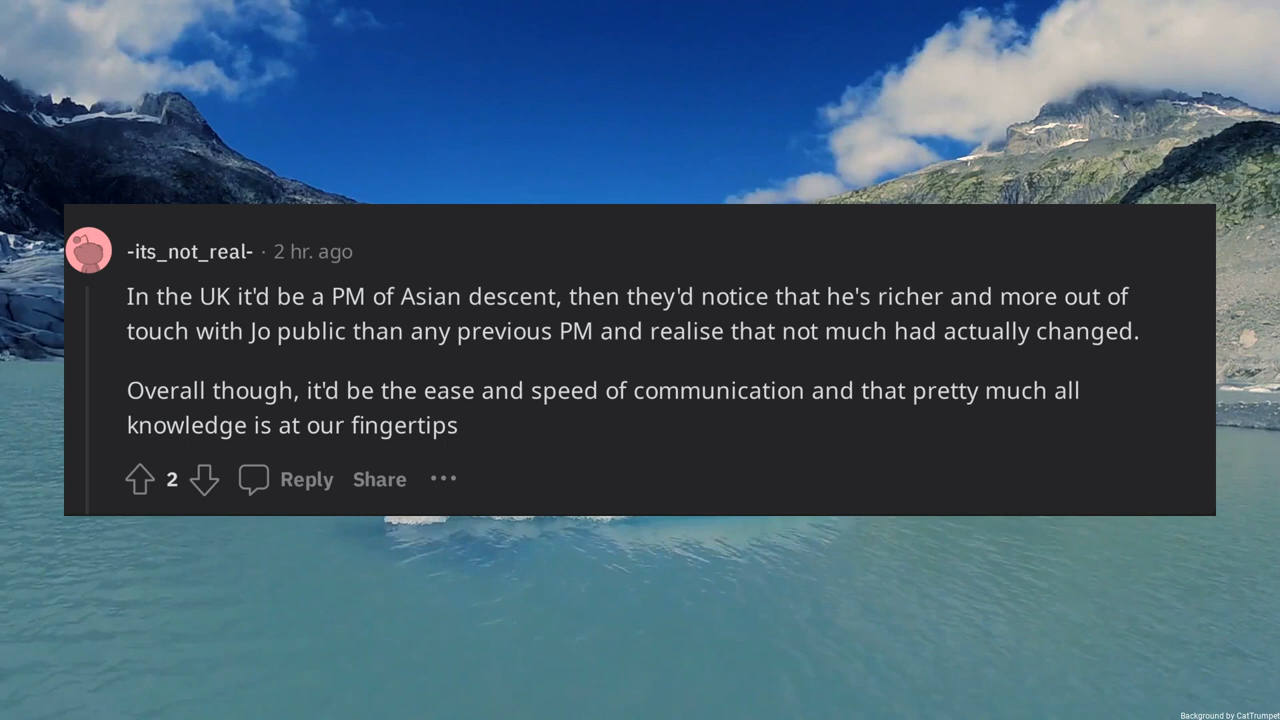 -its_not_real- · 2 hr. ago
In the UK it'd be a PM of Asian descent, then they'd notice that he's richer and more out of
touch with Jo public than any previous PM and realise that not much had actually changed.
Overall though, it'd be the ease and speed of communication and that pretty much all
knowledge is at our fingertips
2 Reply Share •••
Background by CatTrumpet